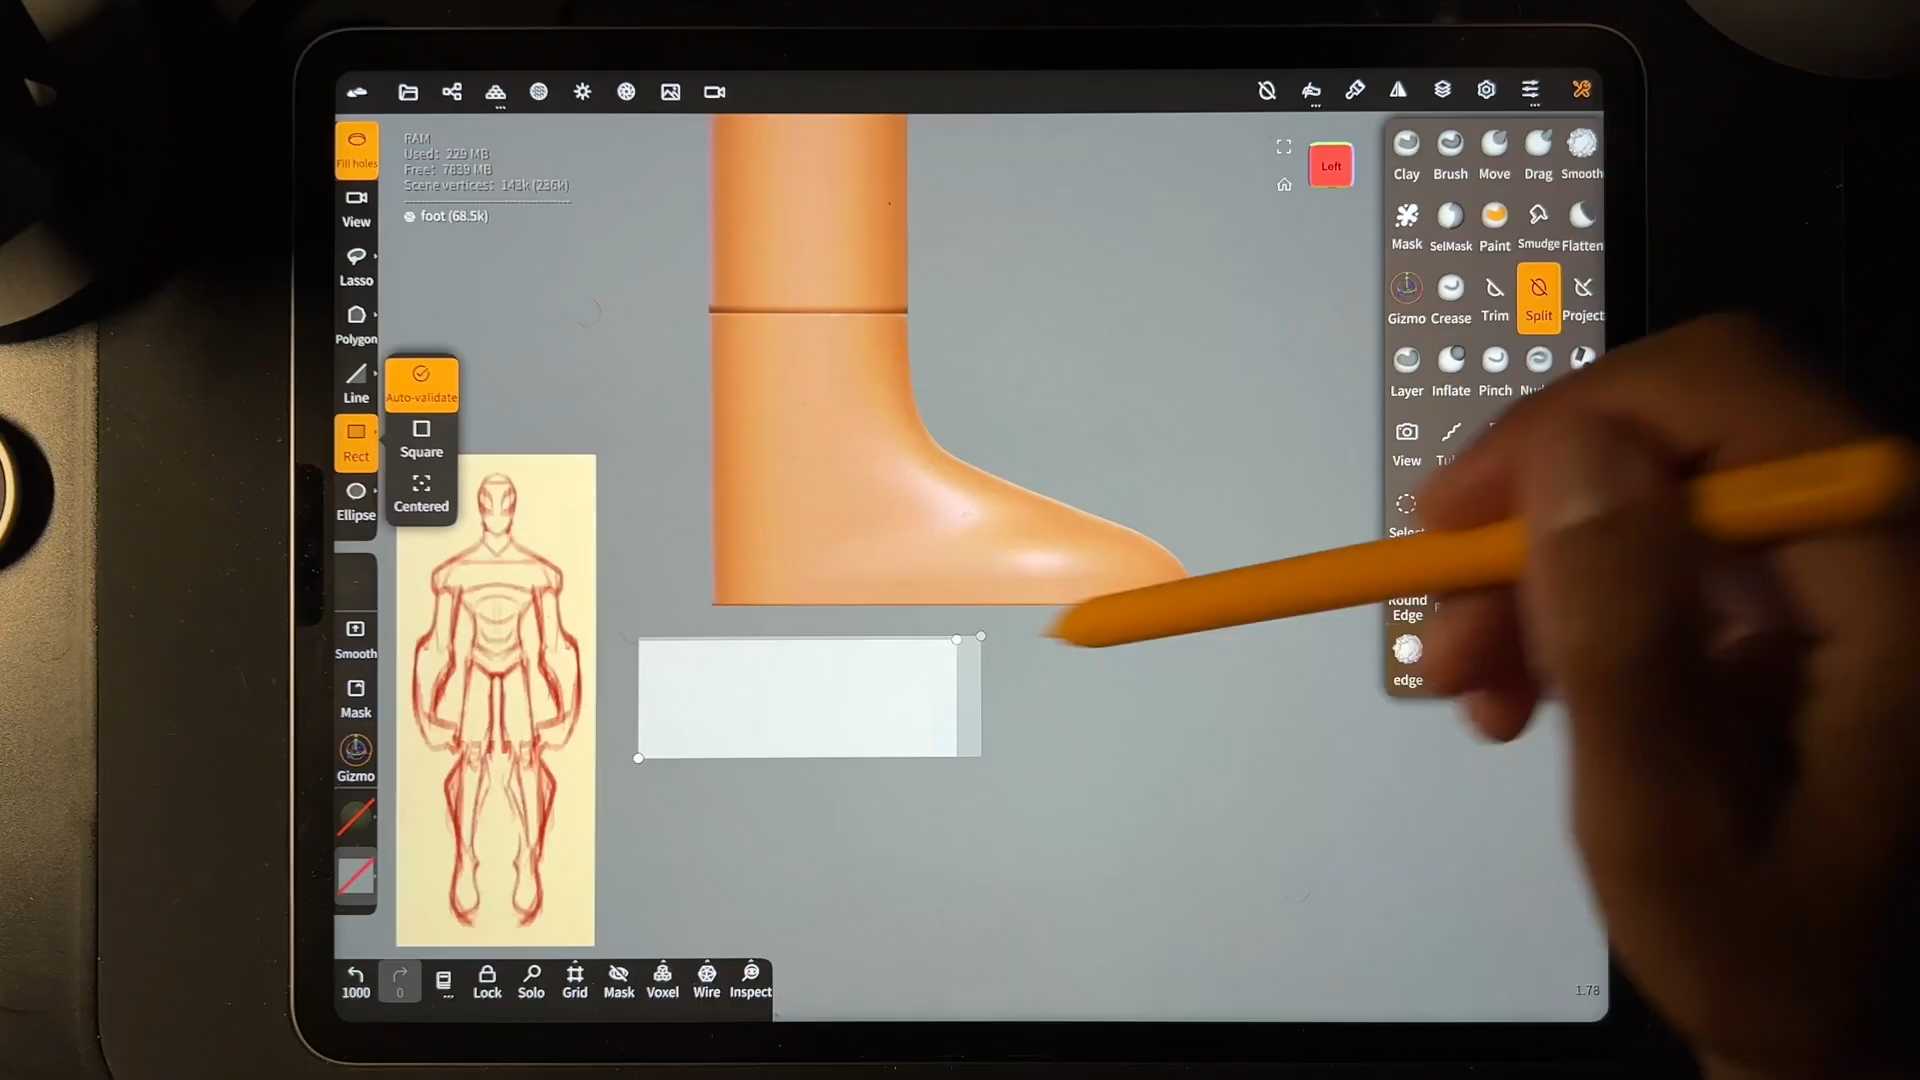 RAM
Used: 229 MB
Free: 7839 MB
Scene vertices: 143k (236k)
foot (68.5k)
Left
Fill holes
View
Lasso
Polygon
Line
Rect
Ellipse
Auto-validate
Square
Centered
Smooth
Mask
Gizmo
Clay Brush Move Drag Smooth
Mask SelMask Paint Smudge Flatten
Gizmo Crease Trim Split Project
Layer Inflate Pinch
View
Round
Edge
edge
1000 0 Lock Solo Grid Mask Voxel Wire Inspect
1.78